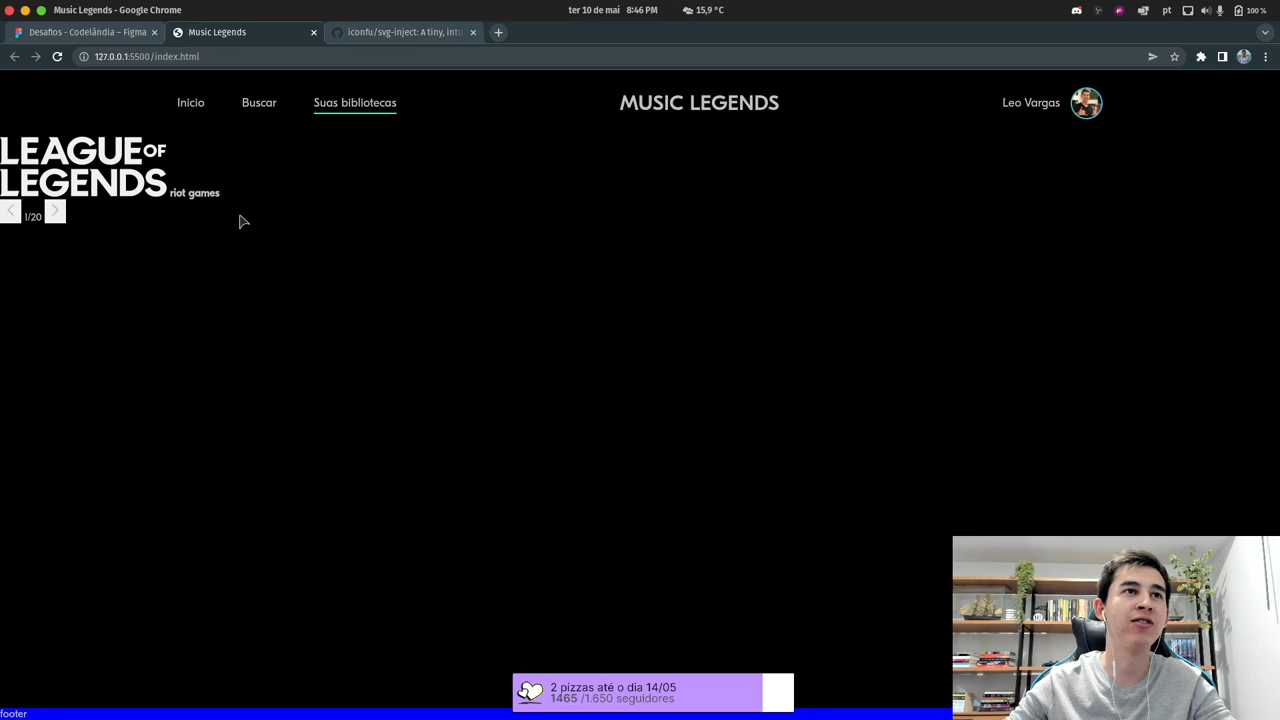 Music Legends - Google Chrome
ter 10 de mai 8:46 PM
15,9 °C
pt
100 %
Desafios - Codelândia – Figma
Music Legends
iconfu/svg-inject: A tiny, intu
127.0.0.1:5500/index.html
Inicio
Buscar
Suas bibliotecas
MUSIC LEGENDS
Leo Vargas
LEAGUE OF
LEGENDS riot games
1/20
2 pizzas até o dia 14/05
1465 /1.650 seguidores
footer